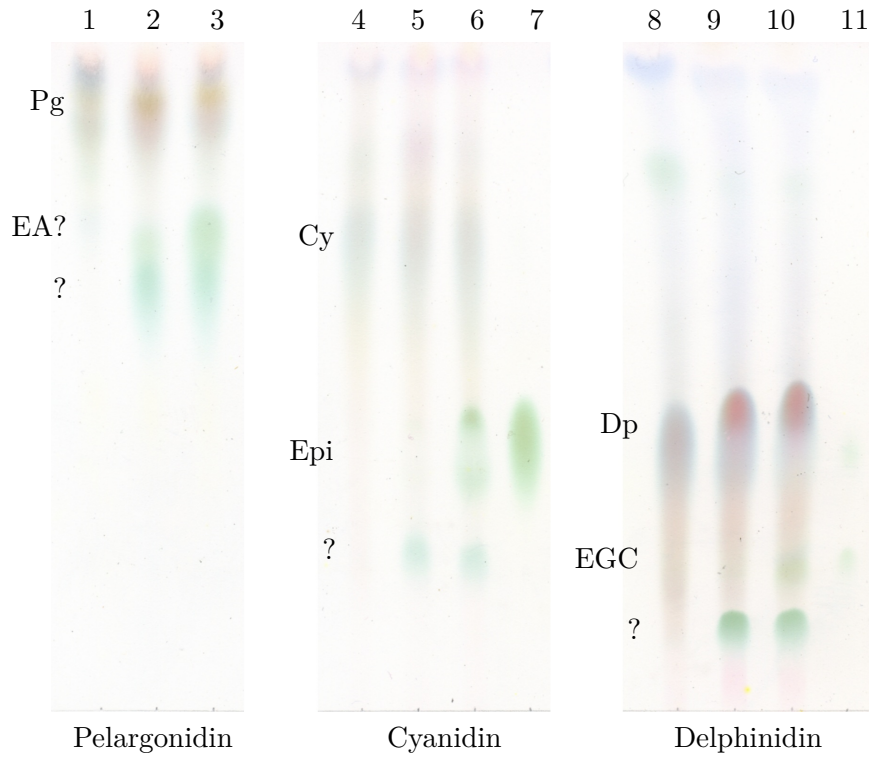 1 2 3 4 5 6 7 8 9 10 11
Pg
EA?
?
Cy
Epi
?
Dp
EGC
?
Pelargonidin Cyanidin Delphinidin